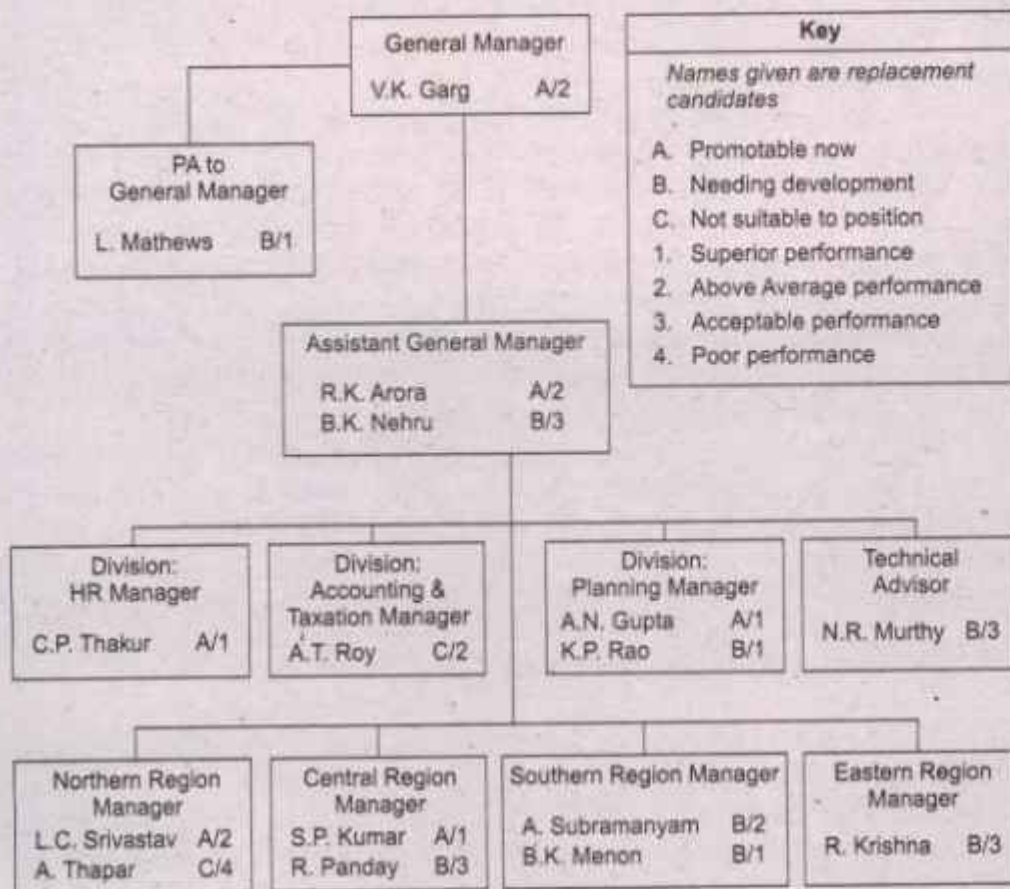 General Manager
V.K. Garg A/2
Key
Names given are replacement
candidates
A. Promotable now
B. Needing development
C. Not suitable to position
1. Superior performance
2. Above Average performance
3. Acceptable performance
4. Poor performance
PA to
General Manager
L. Mathews B/1
Assistant General Manager
R.K. Arora A/2
B.K. Nehru B/3
Division:
HR Manager
C.P. Thakur A/1
Division:
Accounting &
Taxation Manager
A.T. Roy C/2
Division:
Planning Manager
A.N. Gupta A/1
K.P. Rao B/1
Technical
Advisor
N.R. Murthy B/3
Northern Region
Manager
L.C. Srivastav A/2
A. Thapar C/4
Central Region
Manager
S.P. Kumar A/1
R. Panday B/3
Southern Region Manager
A. Subramanyam B/2
B.K. Menon B/1
Eastern Region
Manager
R. Krishna B/3